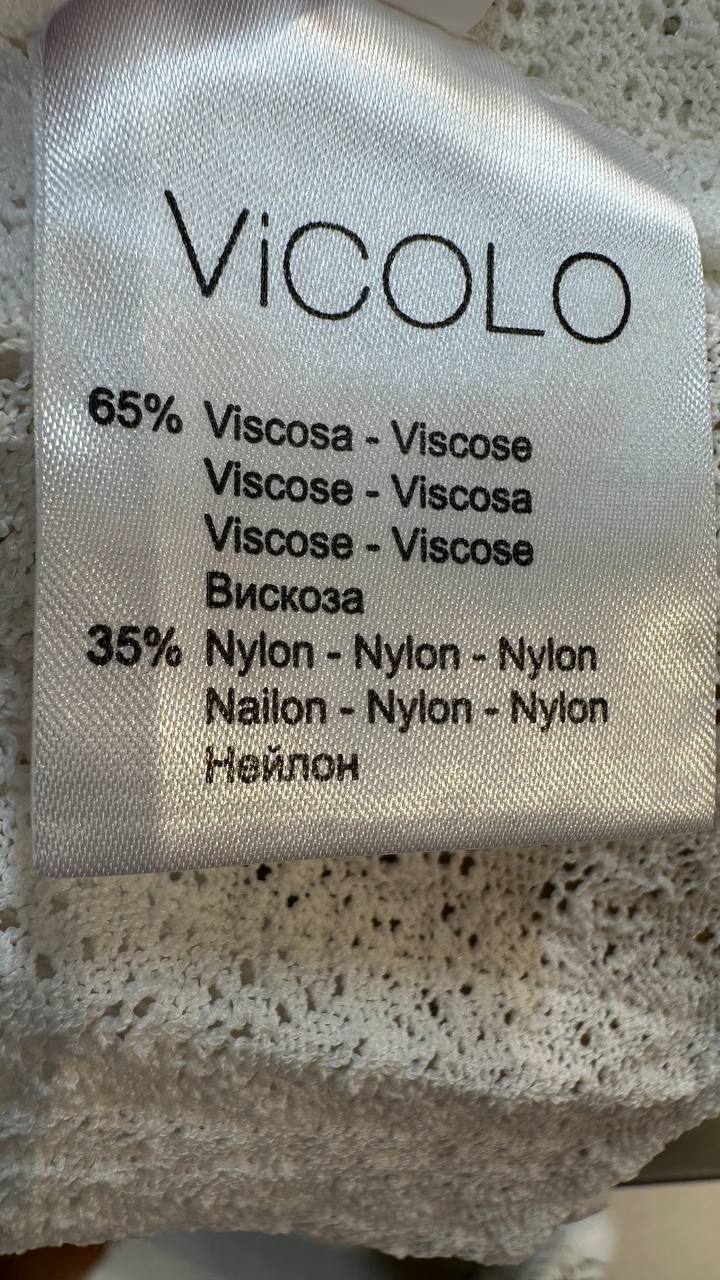 ViCOLO
65% Viscosa - Viscose
Viscose - Viscosa
Viscose - Viscose
Вискоза
35% Nylon - Nylon - Nylon
Nailon - Nylon - Nylon
Нейлон